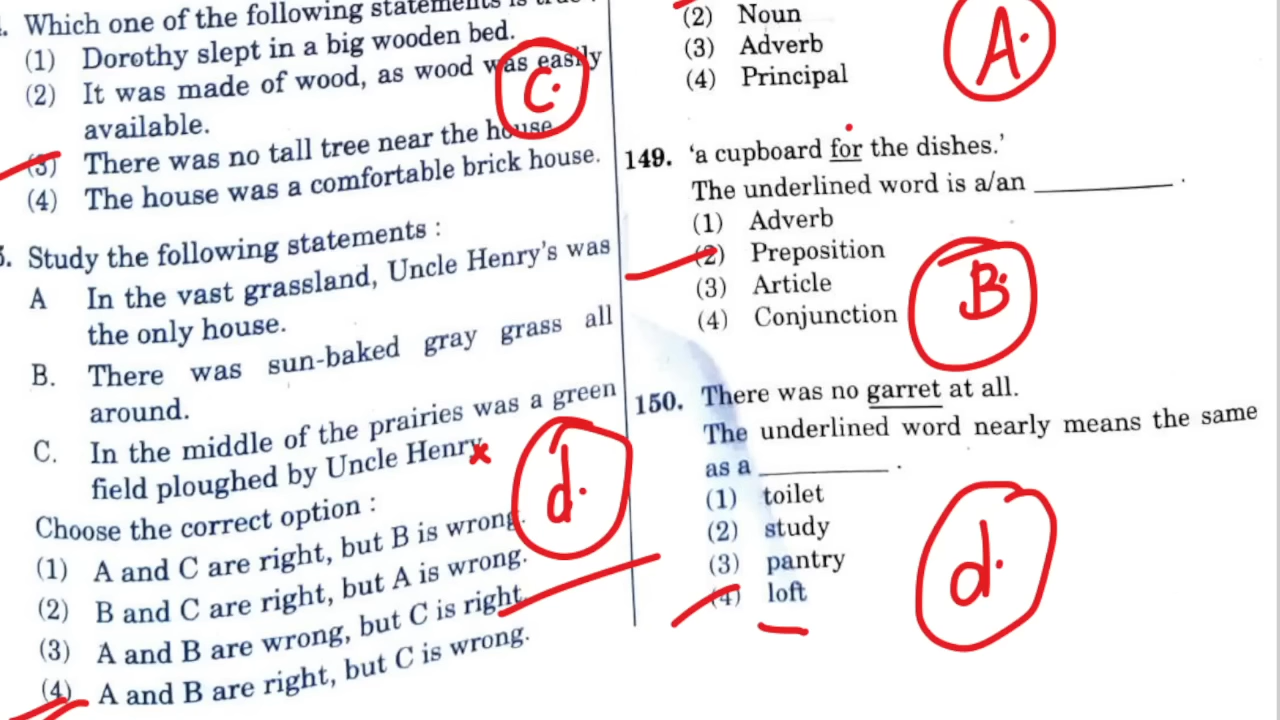 . Which one of the following statements is true
(1) Dorothy slept in a big wooden bed.
(2) It was made of wood, as wood was easily
available.
(3) There was no tall tree near the house
(4) The house was a comfortable brick house.
C.
. Study the following statements :
A In the vast grassland, Uncle Henry's was
the only house.
B. There was sun-baked gray grass all
around.
C. In the middle of the prairies was a green
field ploughed by Uncle Henry
Choose the correct option :
(1) A and C are right, but B is wrong.
(2) B and C are right, but A is wrong.
(3) A and B are wrong, but C is right.
(4) A and B are right, but C is wrong.
d.
(2) Noun
(3) Adverb
(4) Principal
A.
149. 'a cupboard for the dishes.'
The underlined word is a/an ________ .
(1) Adverb
(2) Preposition
(3) Article
(4) Conjunction
B.
150. There was no garret at all.
The underlined word nearly means the same
as a ________ .
(1) toilet
(2) study
(3) pantry
(4) loft
d.